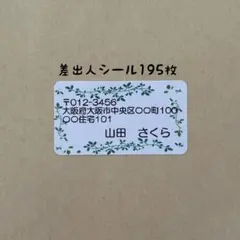 差出人シール195枚
〒012-3456
大阪府大阪市中央区〇〇町100
〇〇住宅101
山田 さくら